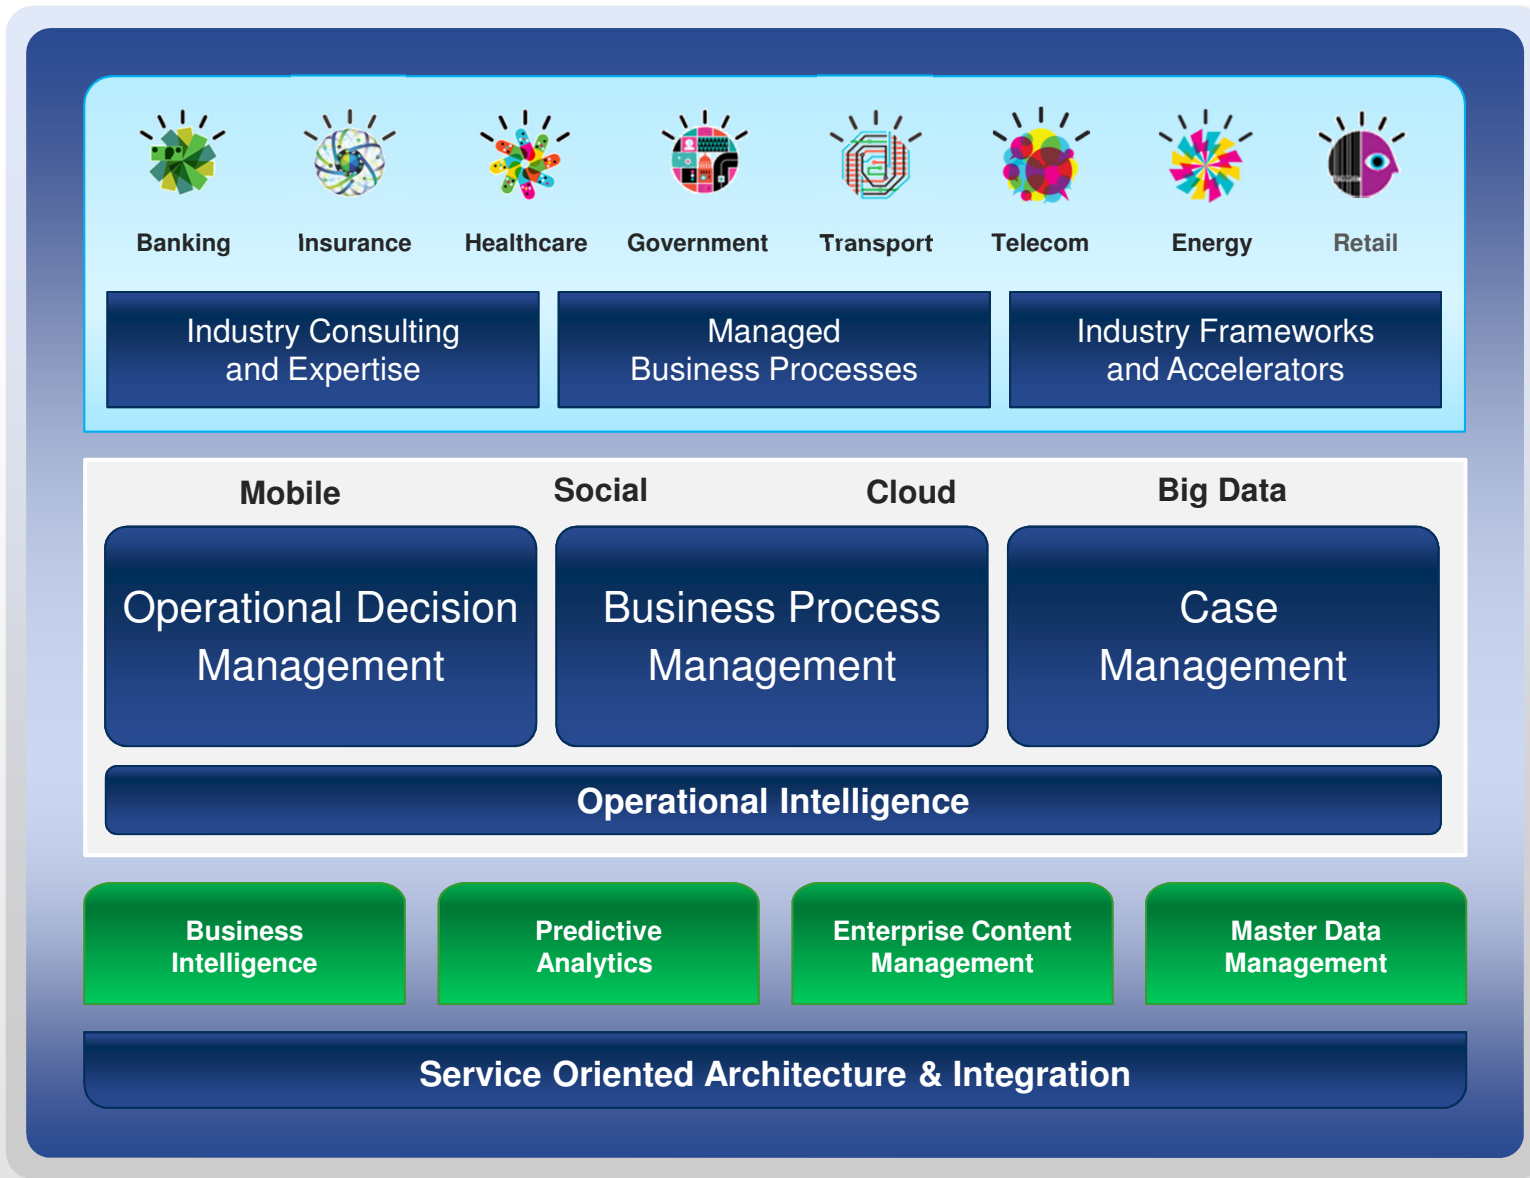 Banking
Insurance
Healthcare
Government
Transport
Telecom
Energy
Retail
Industry Consulting
and Expertise
Managed
Business Processes
Industry Frameworks
and Accelerators
Mobile
Social
Cloud
Big Data
Operational Decision
Management
Business Process
Management
Case
Management
Operational Intelligence
Business
Intelligence
Predictive
Analytics
Enterprise Content
Management
Master Data
Management
Service Oriented Architecture & Integration